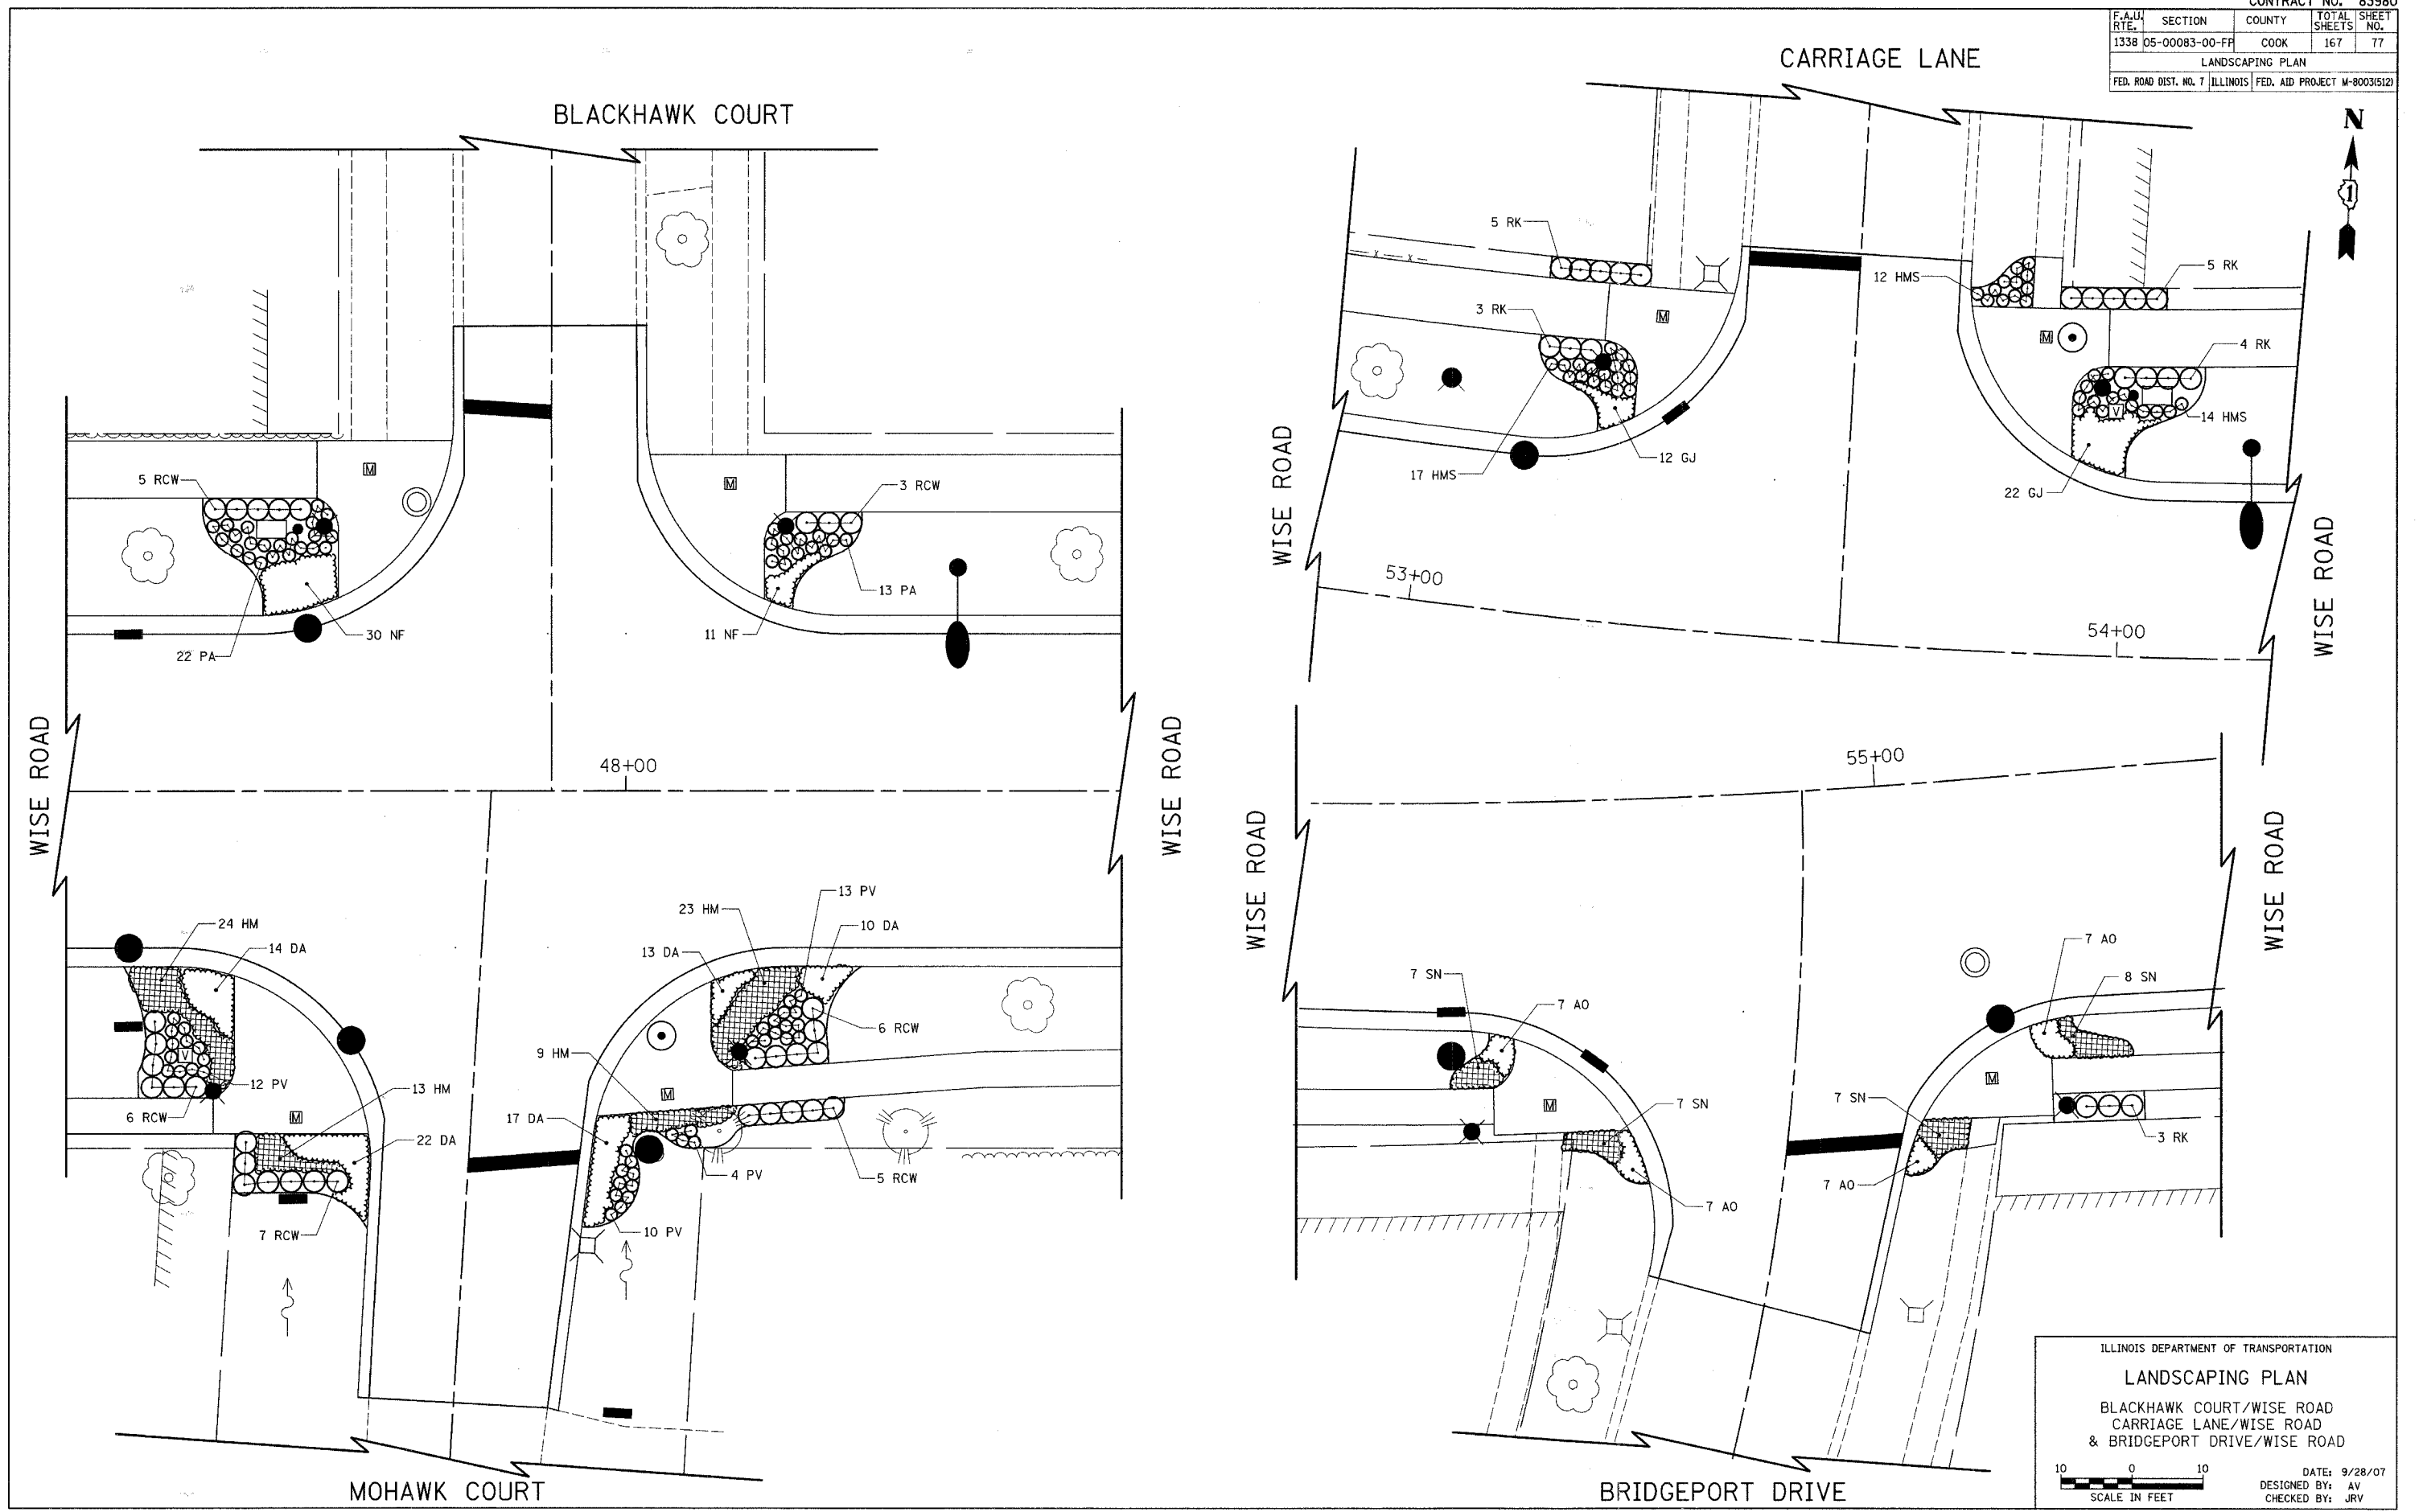 CONTRACT NO. 83980
F.A.U. RTE. SECTION COUNTY TOTAL SHEETS SHEET NO.
1338 05-00083-00-FP COOK 167 77
LANDSCAPING PLAN
FED. ROAD DIST. NO. 7 ILLINOIS FED. AID PROJECT M-8003(512)
N
1
BLACKHAWK COURT
M
M
5 RCW
3 RCW
13 PA
30 NF
11 NF
22 PA
WISE ROAD
WISE ROAD
48+00
24 HM
14 DA
V
12 PV
6 RCW
M
13 HM
22 DA
7 RCW
13 PV
23 HM
10 DA
13 DA
6 RCW
9 HM
M
17 DA
4 PV
5 RCW
10 PV
MOHAWK COURT
CARRIAGE LANE
5 RK
12 HMS
5 RK
3 RK
M
M
4 RK
V
14 HMS
12 GJ
17 HMS
22 GJ
WISE ROAD
WISE ROAD
53+00
54+00
x x
55+00
WISE ROAD
WISE ROAD
7 AO
7 SN
8 SN
7 AO
M
M
7 SN
7 SN
3 RK
7 AO
7 AO
BRIDGEPORT DRIVE
ILLINOIS DEPARTMENT OF TRANSPORTATION
LANDSCAPING PLAN
BLACKHAWK COURT/WISE ROAD
CARRIAGE LANE/WISE ROAD
& BRIDGEPORT DRIVE/WISE ROAD
10 0 10
SCALE IN FEET
DATE: 9/28/07
DESIGNED BY: AV
CHECKED BY: JRV